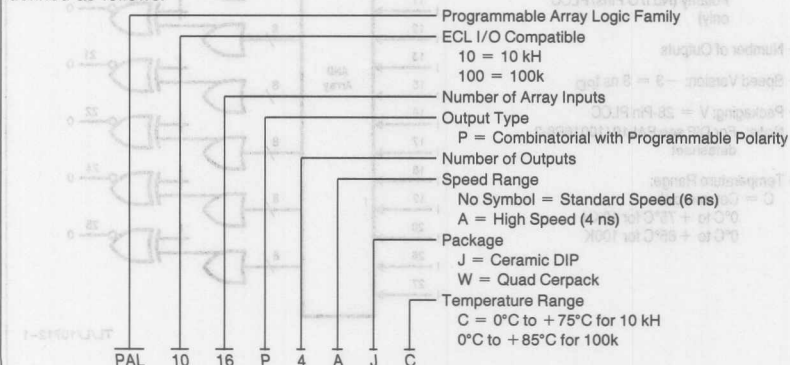 Programmable Array Logic Family
ECL I/O Compatible
10 = 10 kH
100 = 100k
Number of Array Inputs
Output Type
P = Combinatorial with Programmable Polarity
Number of Outputs
Speed Range
No Symbol = Standard Speed (6 ns)
A = High Speed (4 ns)
Package
J = Ceramic DIP
W = Quad Cerpack
Temperature Range
C = 0°C to +75°C for 10 kH
0°C to +85°C for 100k
PAL 10 16 P 4 A J C